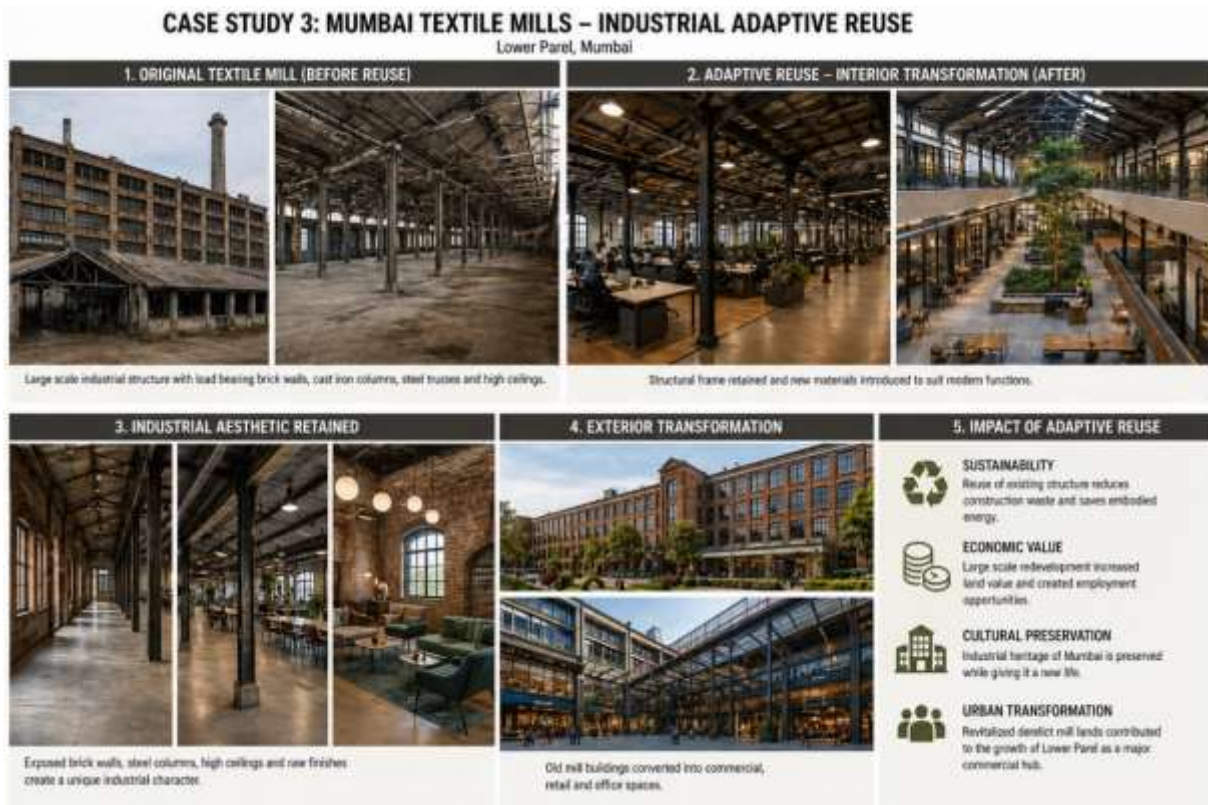 CASE STUDY 3: MUMBAI TEXTILE MILLS – INDUSTRIAL ADAPTIVE REUSE
Lower Parel, Mumbai
1. ORIGINAL TEXTILE MILL (BEFORE REUSE)
2. ADAPTIVE REUSE – INTERIOR TRANSFORMATION (AFTER)
Large scale industrial structure with load bearing brick walls, cast iron columns, steel trusses and high ceilings.
Structural frame retained and new materials introduced to suit modern functions.
3. INDUSTRIAL AESTHETIC RETAINED
4. EXTERIOR TRANSFORMATION
5. IMPACT OF ADAPTIVE REUSE
Exposed brick walls, steel columns, high ceilings and raw finishes
create a unique industrial character.
Old mill buildings converted into commercial,
retail and office spaces.
SUSTAINABILITY
Reuse of existing structure reduces
construction waste and saves embodied
energy.
ECONOMIC VALUE
Large scale redevelopment increased
land value and created employment
opportunities.
CULTURAL PRESERVATION
Industrial heritage of Mumbai is preserved
while giving it a new life.
URBAN TRANSFORMATION
Revitalized derelict mill lands contributed
to the growth of Lower Parel as a major
commercial hub.